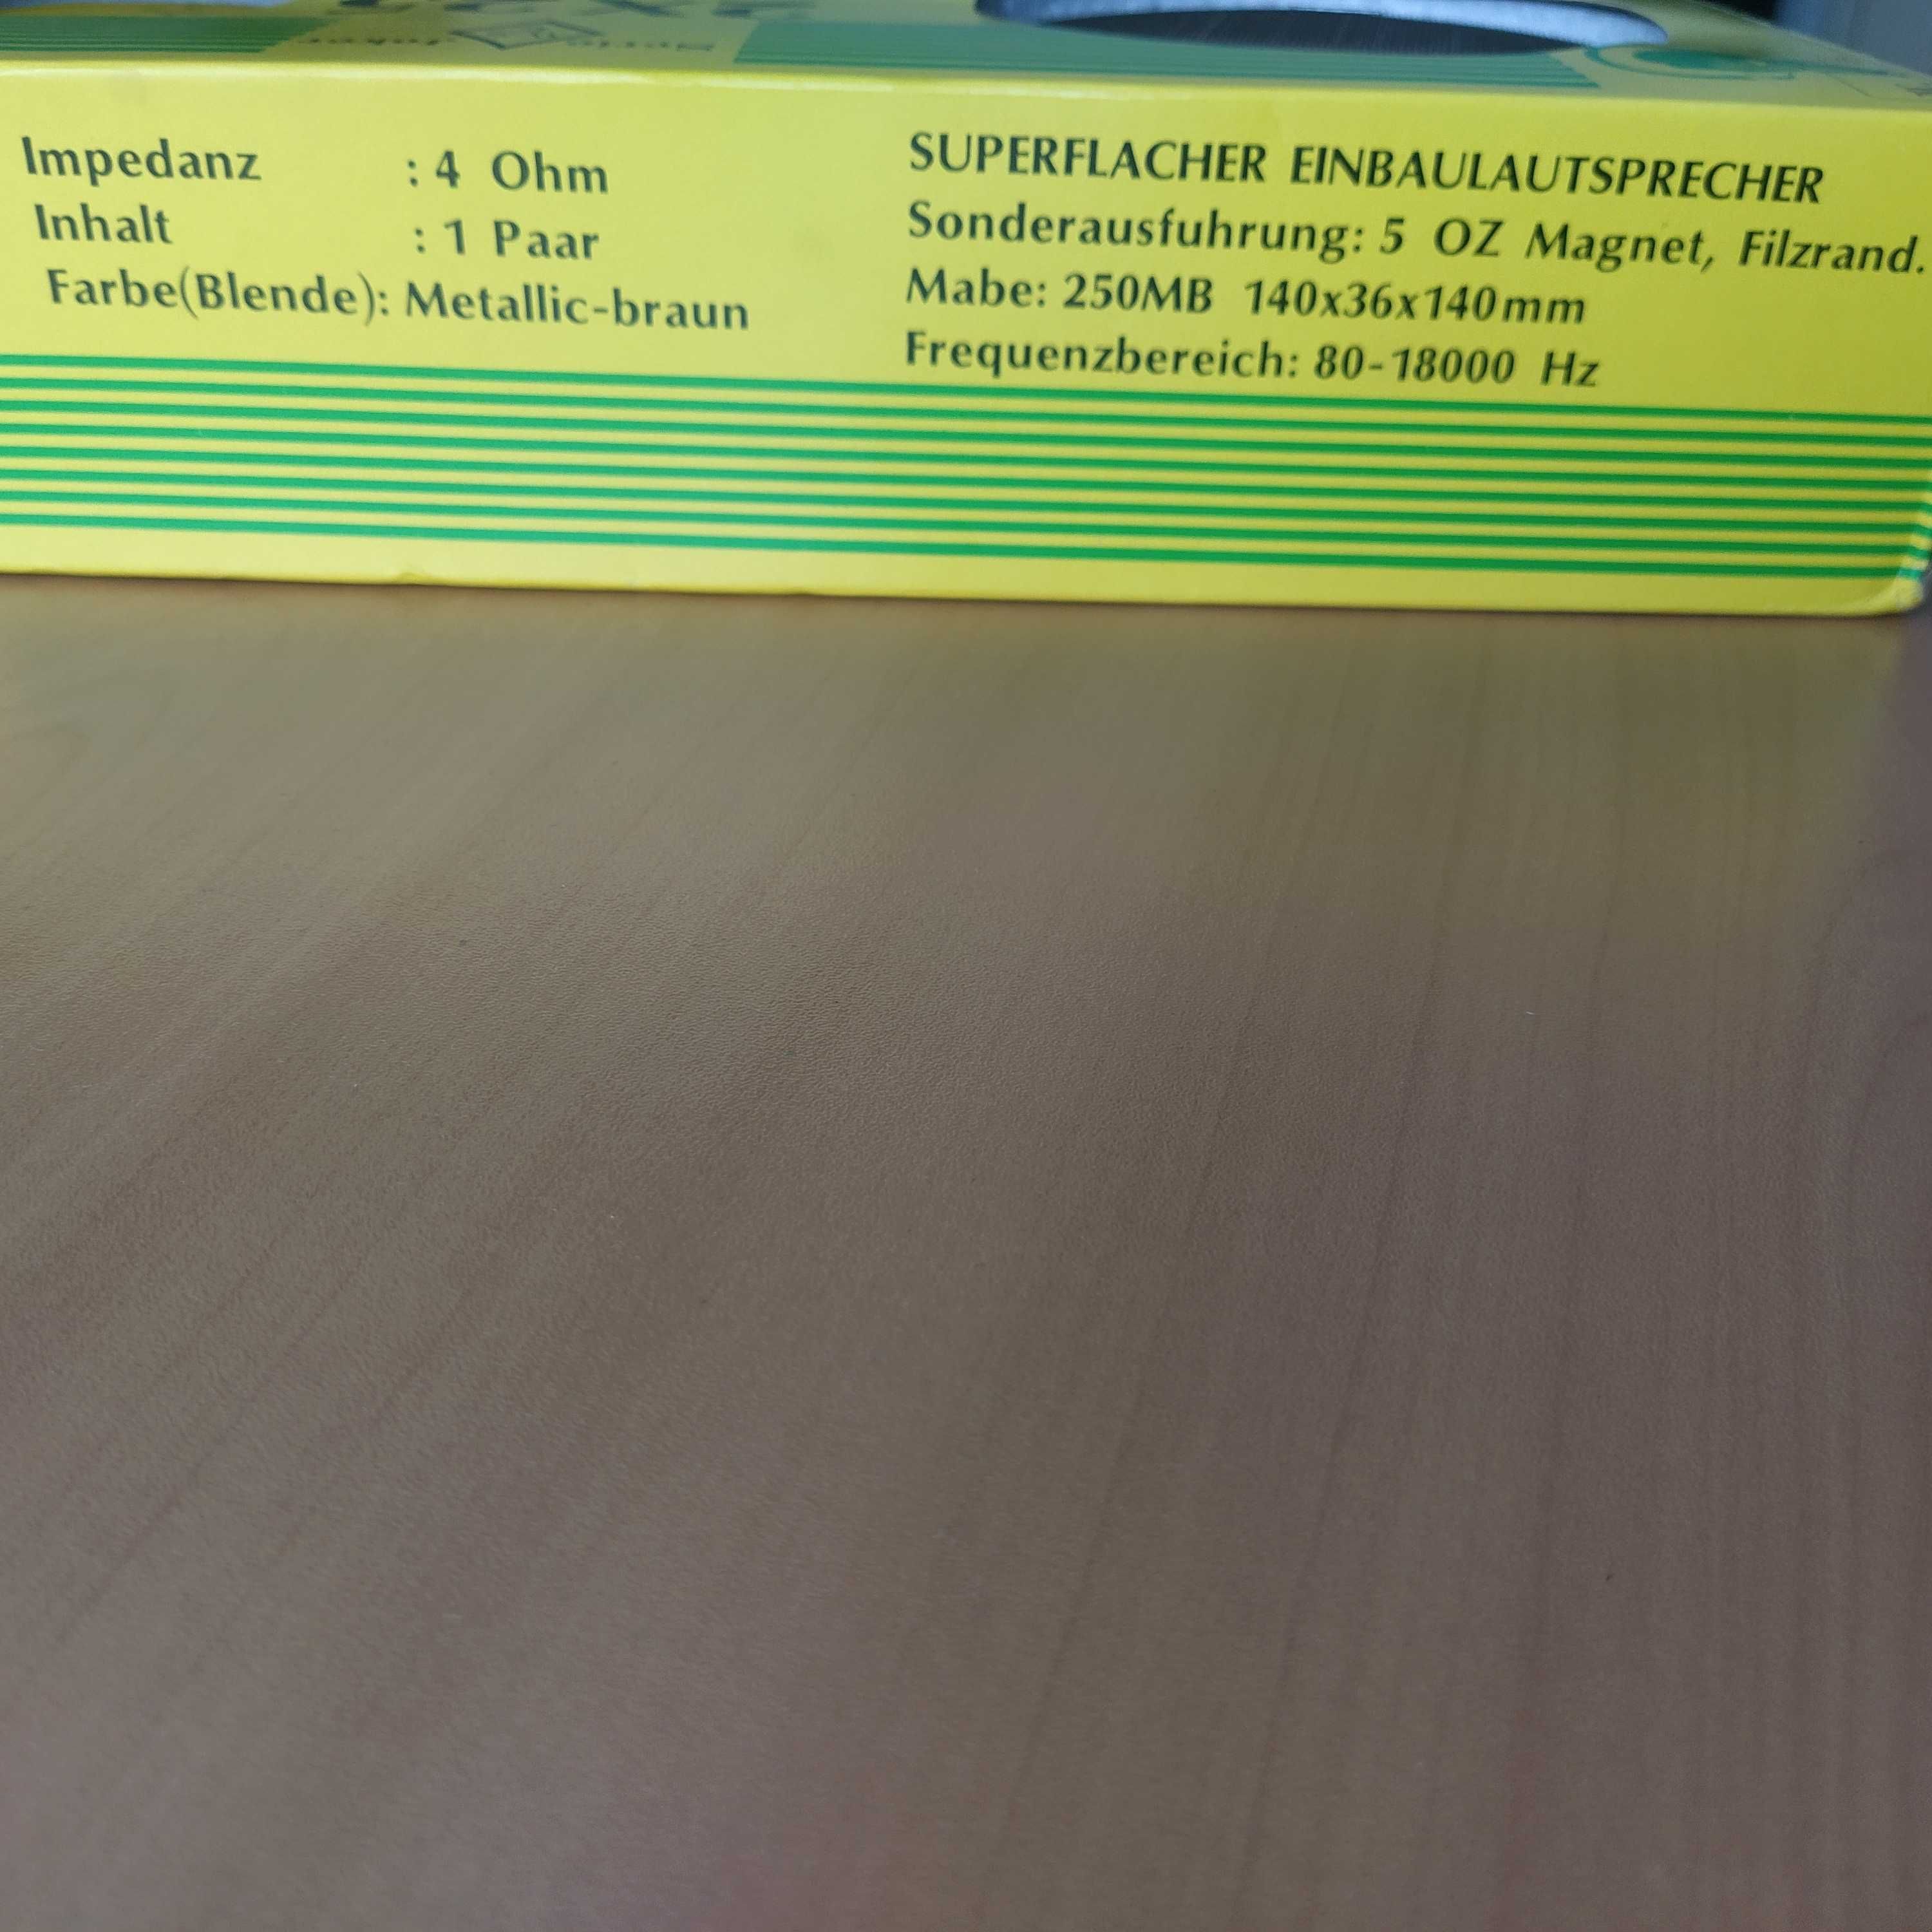 Impedanz : 4 Ohm
Inhalt : 1 Paar
Farbe(Blende): Metallic-braun
SUPERFLACHER EINBAULAUTSPRECHER
Sonderausfuhrung: 5 OZ Magnet, Filzrand.
Mabe: 250MB 140x36x140mm
Frequenzbereich: 80-18000 Hz